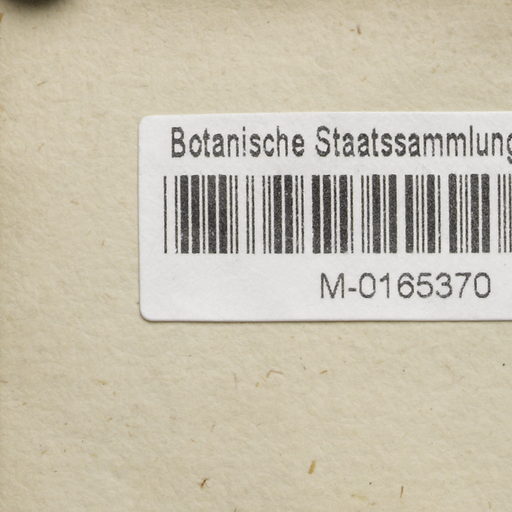 Botanische Staatssammlung
M-0165370